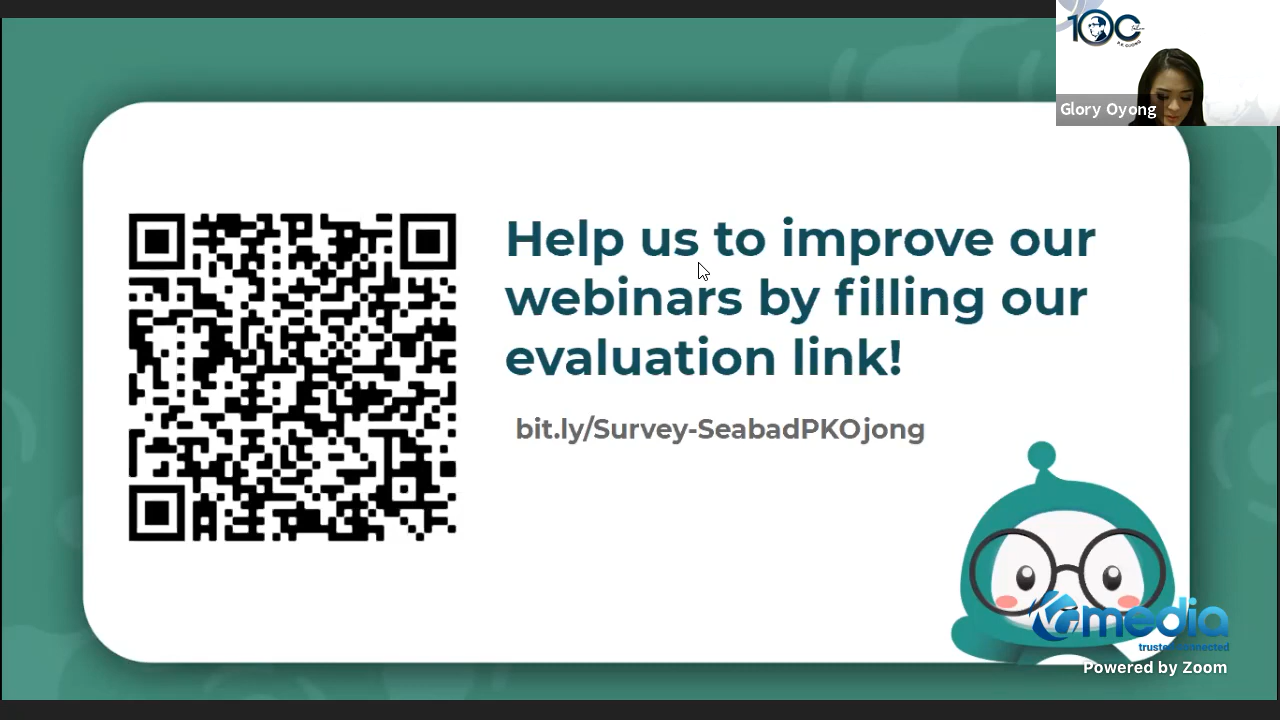 100
P.K. OJONG
Glory Oyong
Help us to improve our
webinars by filling our
evaluation link!
bit.ly/Survey-SeabadPKOjong
media
Powered by Zoom